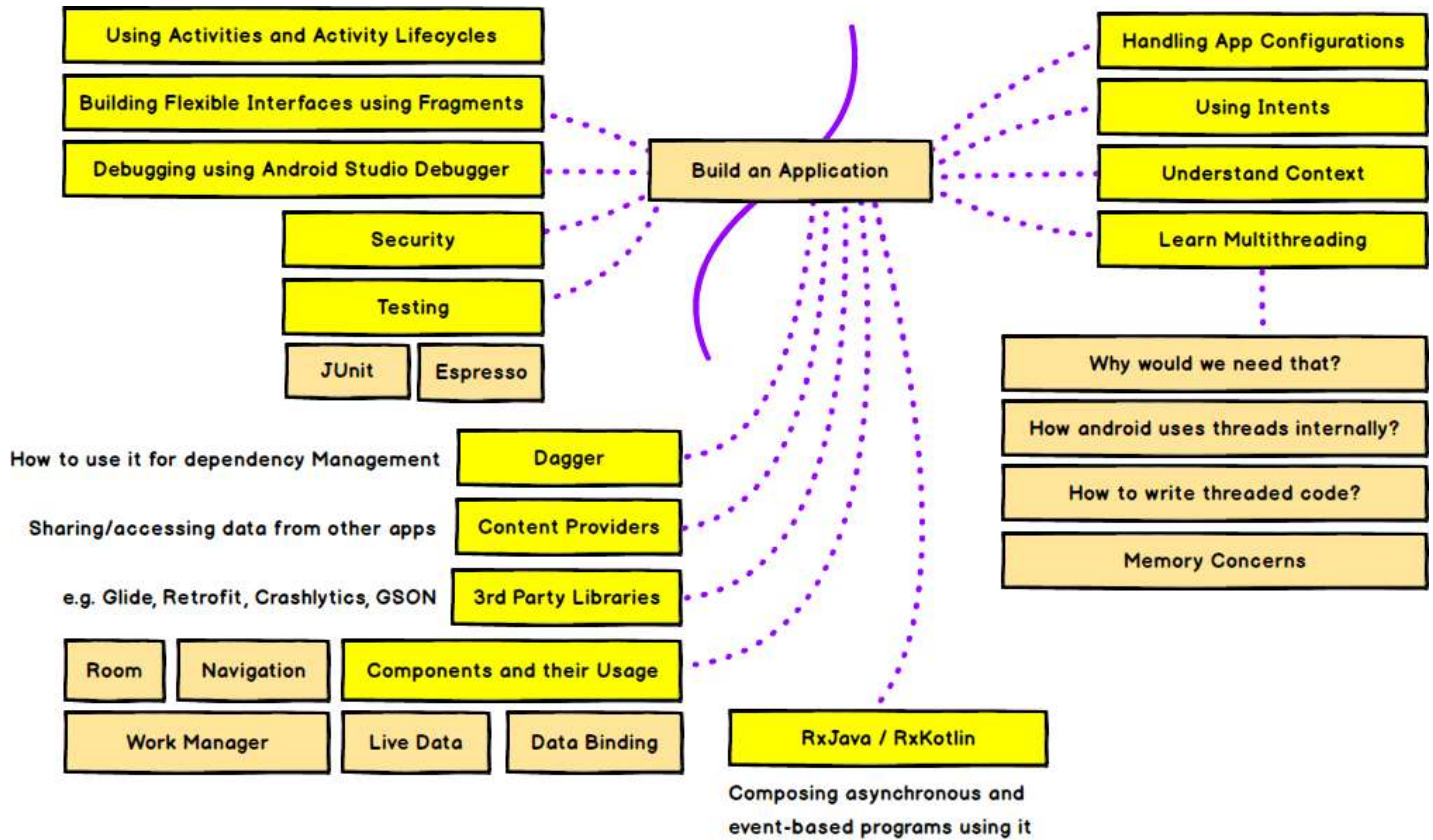 Using Activities and Activity Lifecycles
Building Flexible Interfaces using Fragments
Debugging using Android Studio Debugger
Security
Testing
JUnit
Espresso
Build an Application
Handling App Configurations
Using Intents
Understand Context
Learn Multithreading
Why would we need that?
How android uses threads internally?
How to write threaded code?
Memory Concerns
How to use it for dependency Management
Dagger
Sharing/accessing data from other apps
Content Providers
e.g. Glide, Retrofit, Crashlytics, GSON
3rd Party Libraries
Room
Navigation
Components and their Usage
Work Manager
Live Data
Data Binding
RxJava / RxKotlin
Composing asynchronous and
event-based programs using it